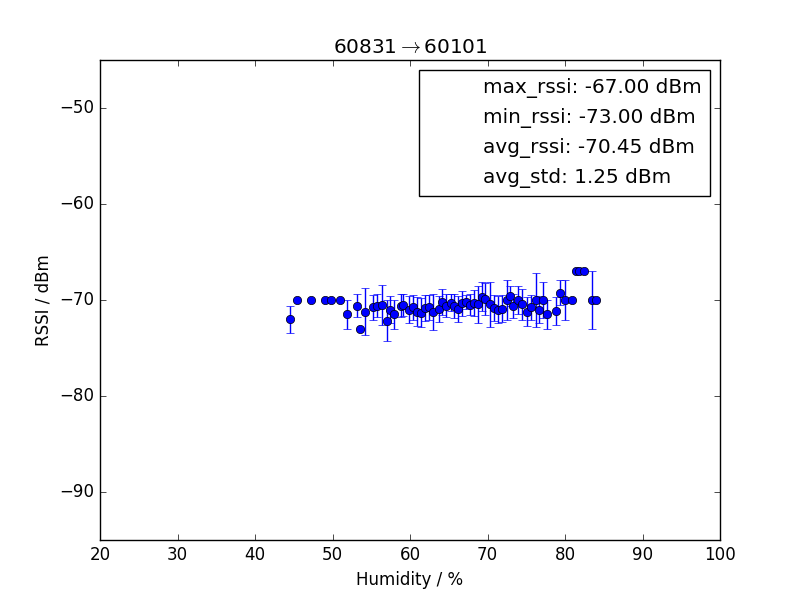 60831→60101
max_rssi: -67.00 dBm
min_rssi: -73.00 dBm
avg_rssi: -70.45 dBm
avg_std: 1.25 dBm
RSSI / dBm
−50
−60
−70
−80
−90
20 30 40 50 60 70 80 90 100
Humidity / %